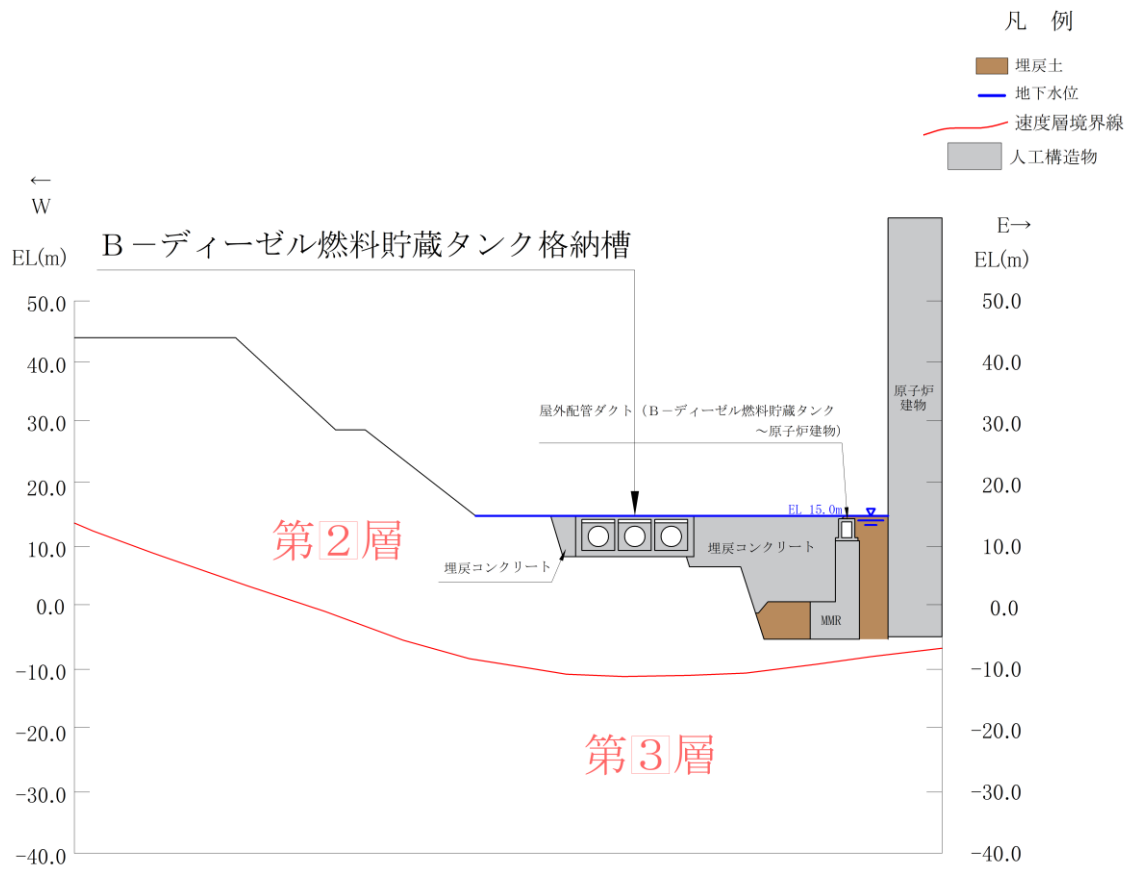 凡 例
埋戻土
地下水位
速度層境界線
人工構造物
←
W
EL(m)
B-ディーゼル燃料貯蔵タンク格納槽
E→
EL(m)
50.0
40.0
30.0
20.0
10.0
0.0
-10.0
-20.0
-30.0
-40.0
屋外配管ダクト(B-ディーゼル燃料貯蔵タンク
~原子炉建物)
原子炉
建物
EL 15.0m
第2層
埋戻コンクリート
埋戻コンクリート
MMR
第3層
50.0
40.0
30.0
20.0
10.0
0.0
-10.0
-20.0
-30.0
-40.0